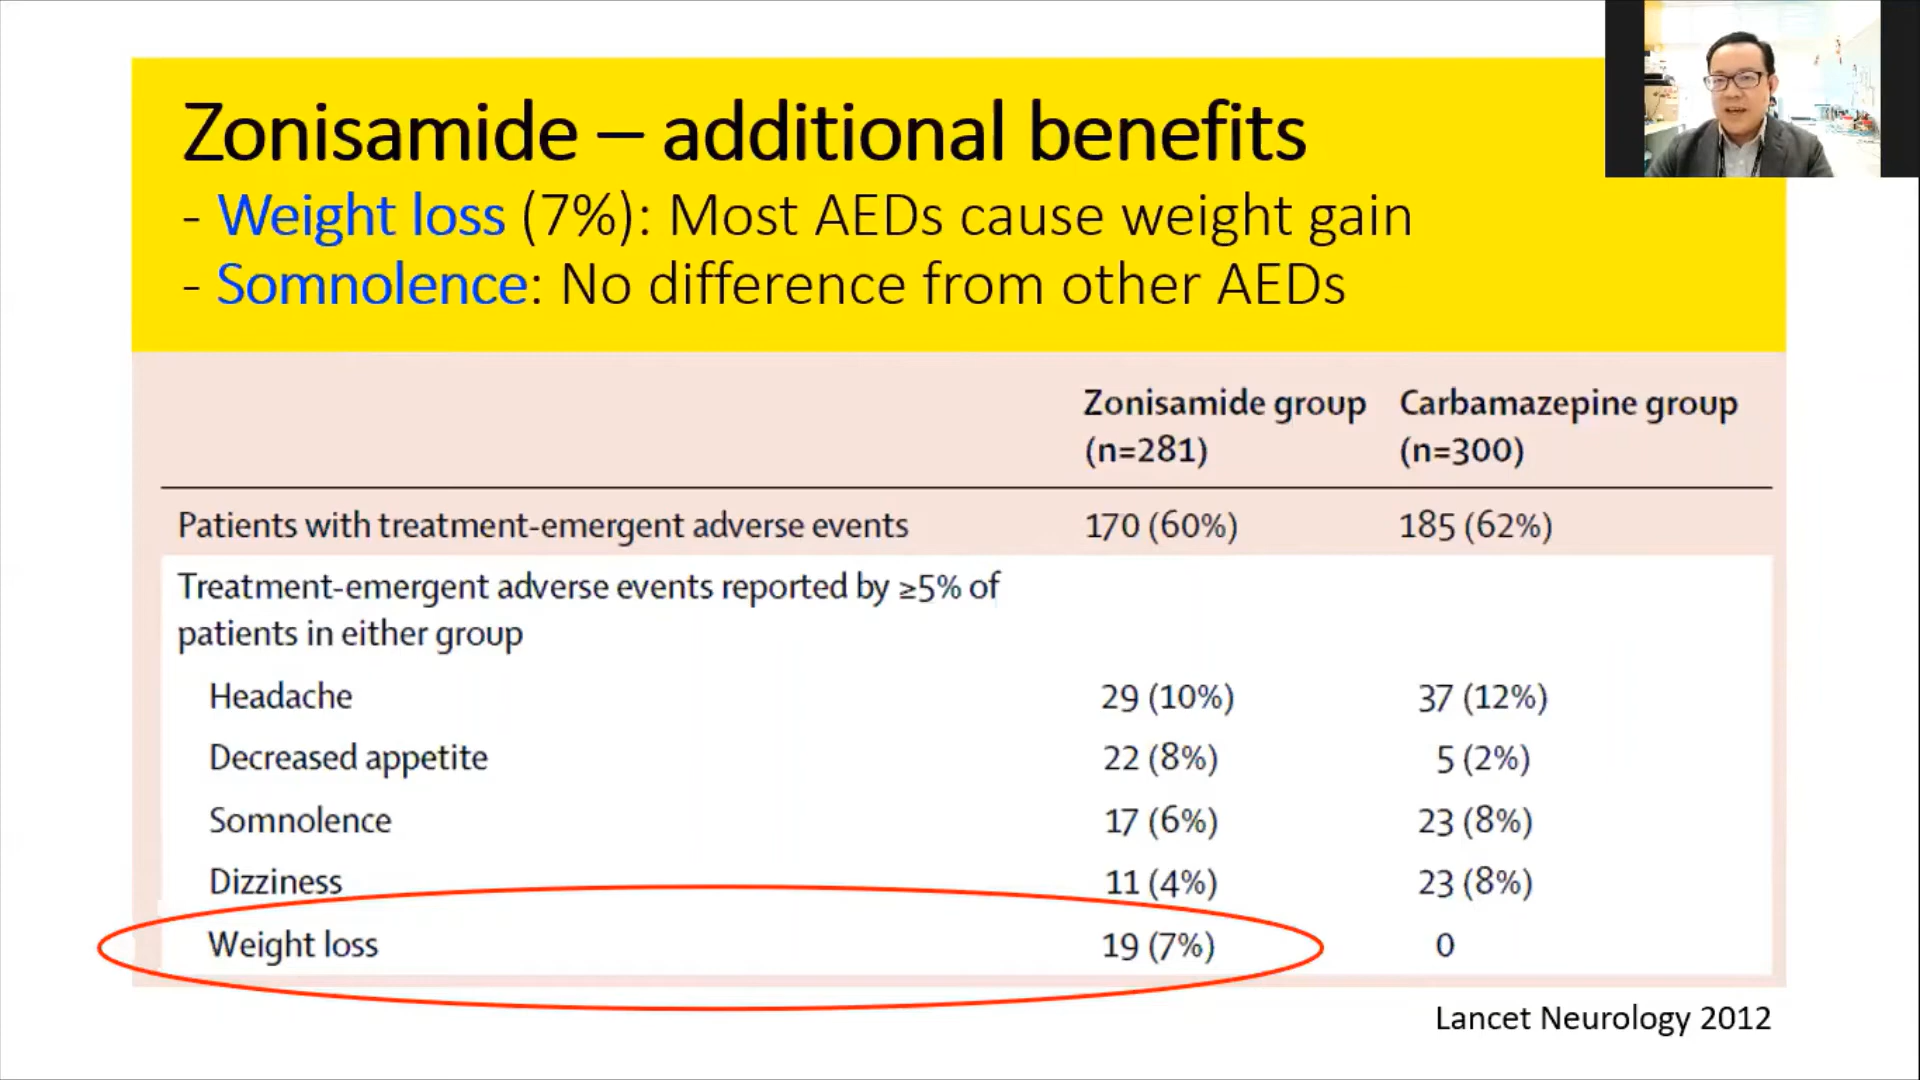 Zonisamide – additional benefits
- Weight loss (7%): Most AEDs cause weight gain
- Somnolence: No difference from other AEDs
Zonisamide group Carbamazepine group
(n=281) (n=300)
Patients with treatment-emergent adverse events 170 (60%) 185 (62%)
Treatment-emergent adverse events reported by ≥5% of
patients in either group
Headache 29 (10%) 37 (12%)
Decreased appetite 22 (8%) 5 (2%)
Somnolence 17 (6%) 23 (8%)
Dizziness 11 (4%) 23 (8%)
Weight loss 19 (7%) 0
Lancet Neurology 2012